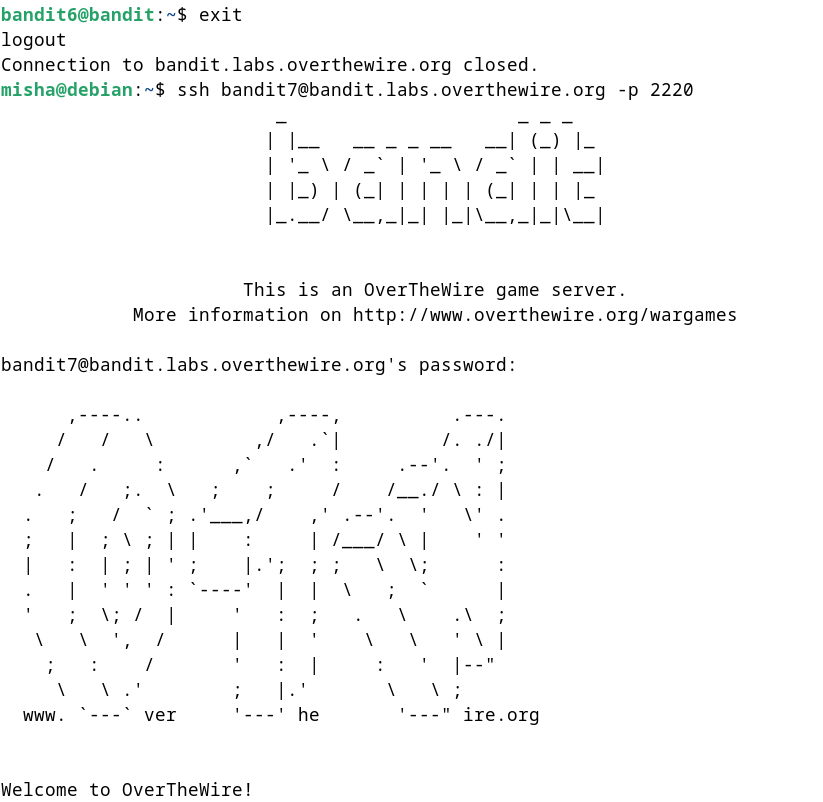 bandit6@bandit:~$ exit
logout
Connection to bandit.labs.overthewire.org closed.
misha@debian:~$ ssh bandit7@bandit.labs.overthewire.org -p 2220
                         _                     _ _ _
                        | |__   __ _ _ __   __| (_) |_
                        | '_ \ / _` | '_ \ / _` | | __|
                        | |_) | (_| | | | | (_| | | |_
                        |_.__/ \__,_|_| |_|\__,_|_|\__|
                      This is an OverTheWire game server.
            More information on http://www.overthewire.org/wargames
bandit7@bandit.labs.overthewire.org's password:
      ,----..            ,----,          .---.
     /   /   \         ,/   .`|         /. ./|
    /   .     :      ,`   .'  :     .--'.  ' ;
   .   /   ;.  \   ;    ;     /    /__./ \ : |
  .   ;   /  ` ; .'___,/    ,' .--'.  '   \' .
  ;   |  ; \ ; | |    :     | /___/ \ |    ' '
  |   :  | ; | ' ;    |.';  ; ;   \  \;      :
  .   |  ' ' ' : `----'  |  |  \   ;  `      |
  '   ;  \; /  |     '   :  ;   .   \    .\  ;
   \   \  ',  /      |   |  '    \   \   ' \ |
    ;   :    /       '   :  |     :   '  |--"
     \   \ .'        ;   |.'       \   \ ;
  www. `---` ver     '---' he       '---" ire.org
Welcome to OverTheWire!